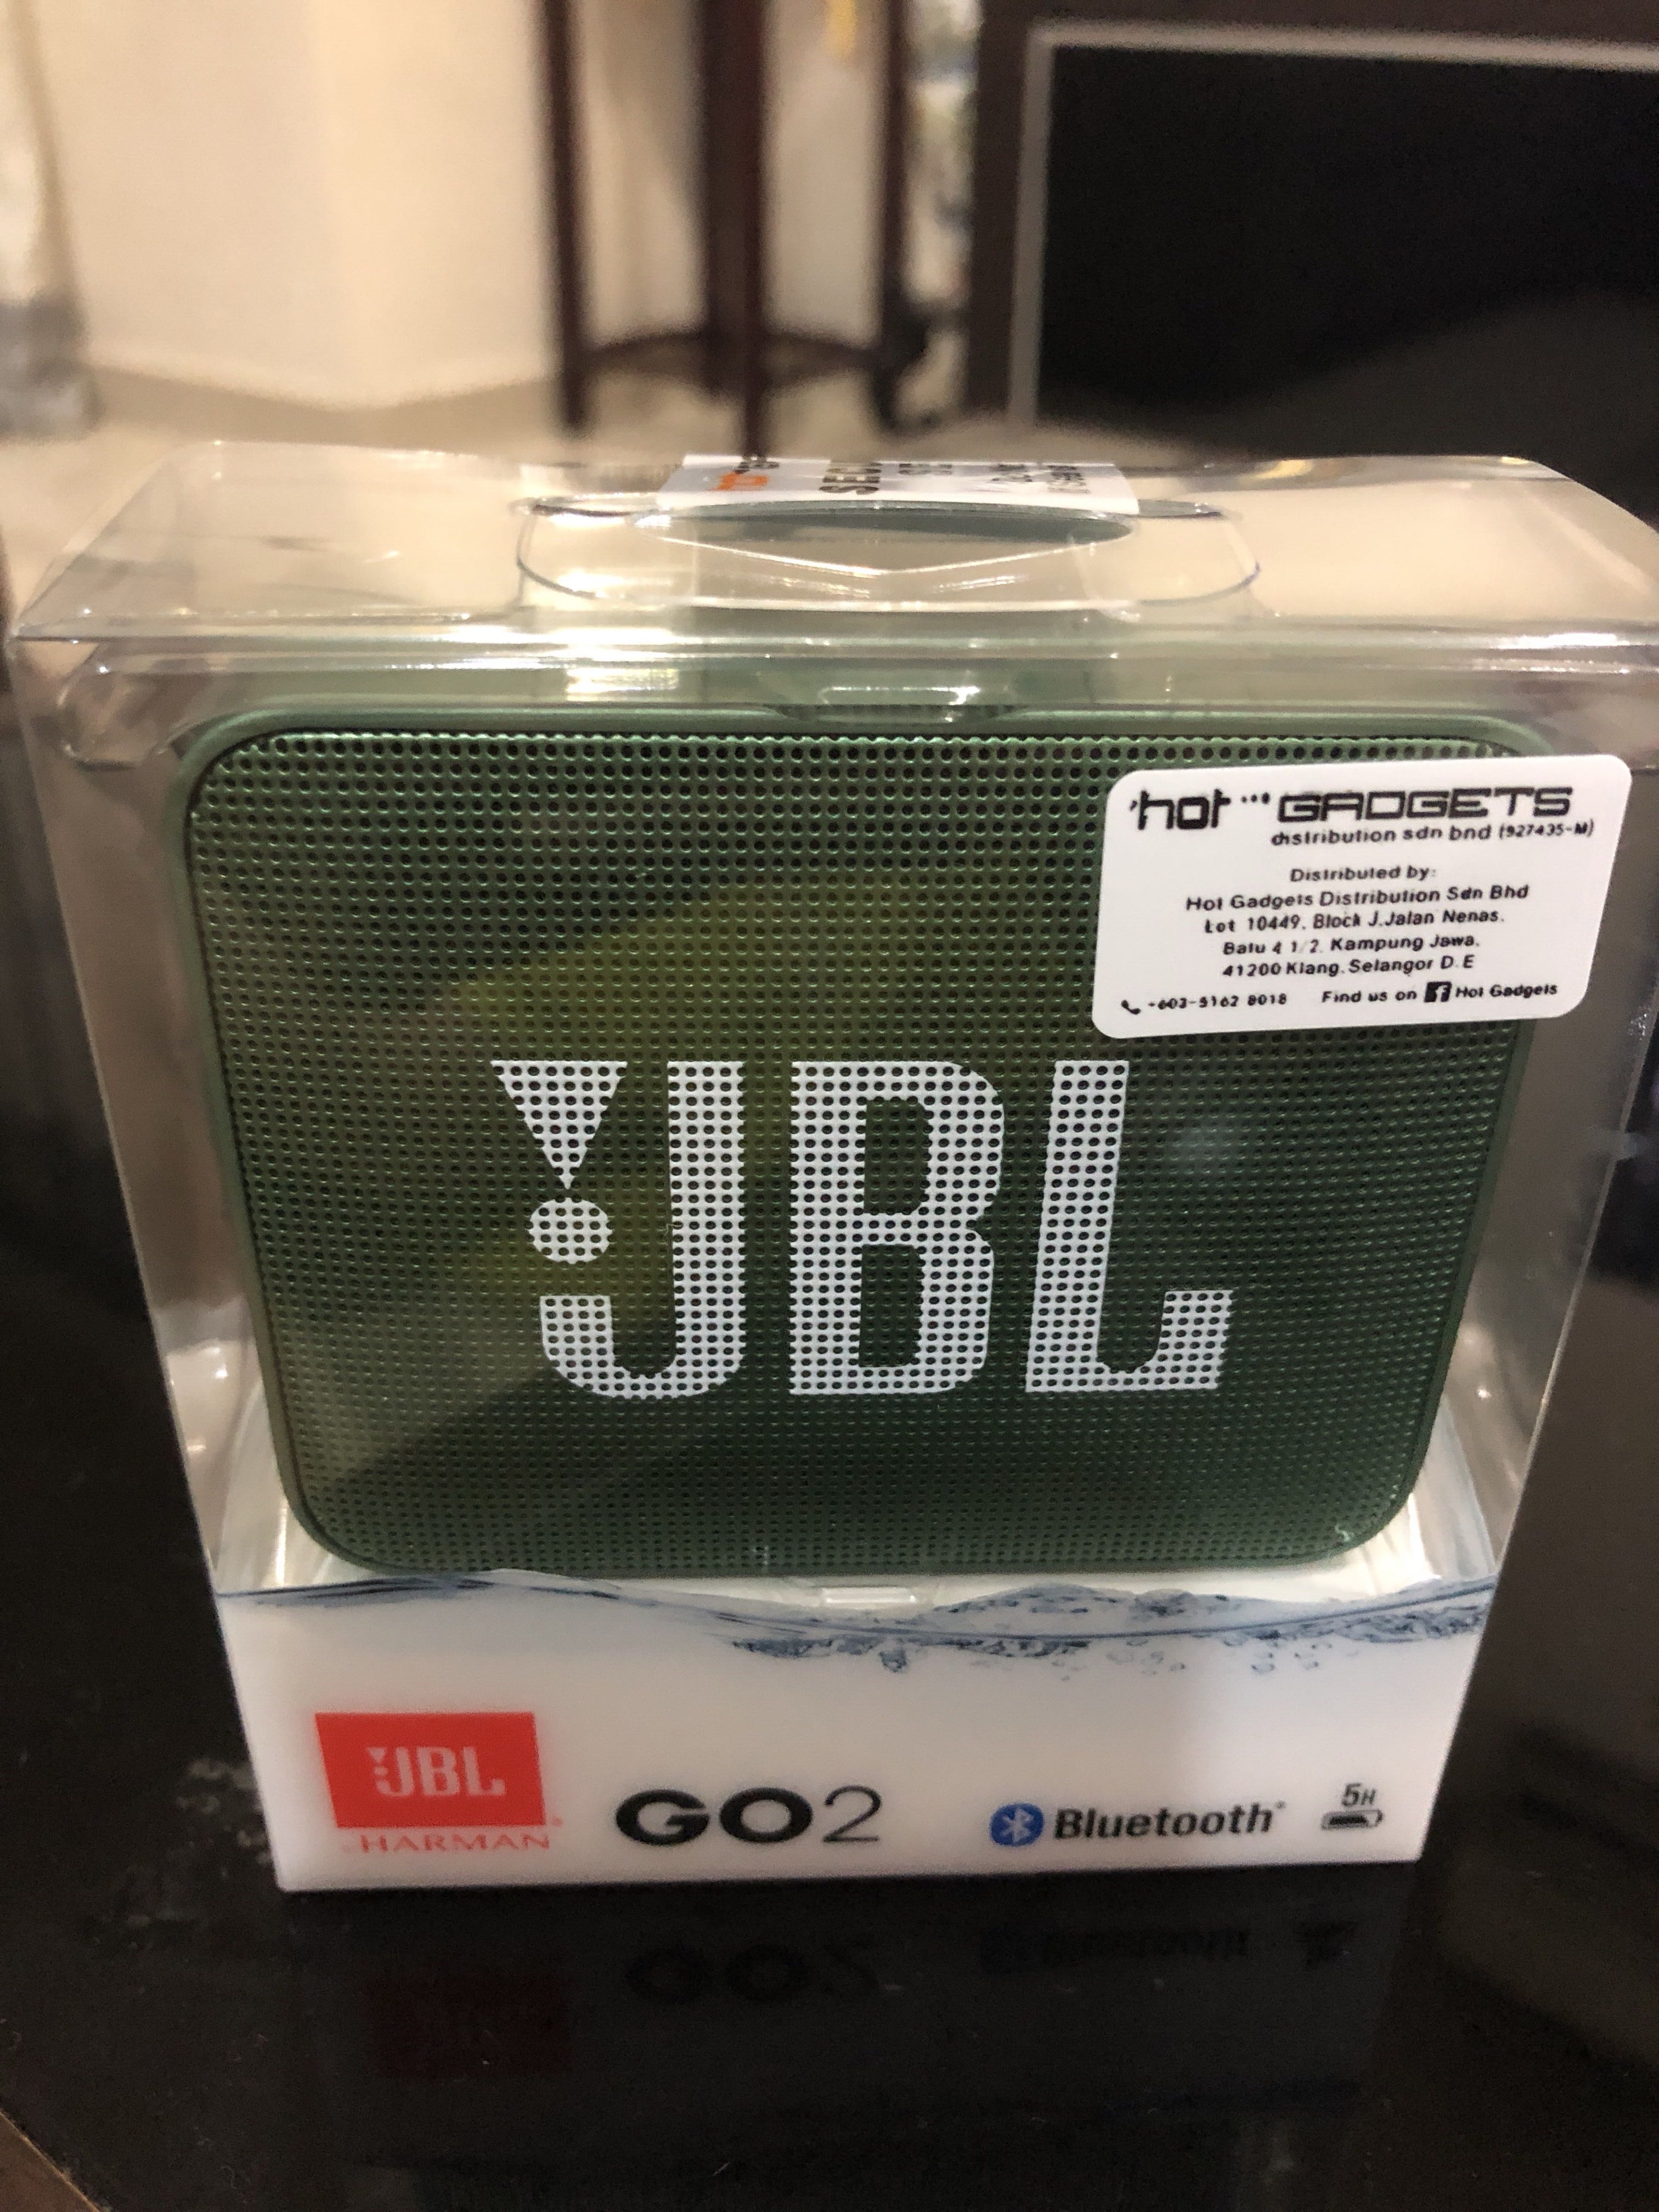 hot GADGETS
distribution sdn bhd (927435-M)
Distributed by:
Hot Gadgets Distribution Sdn Bhd
Lot 10449, Block J.Jalan Nenas,
Batu 4 1/2, Kampung Jawa,
41200 Klang, Selangor D.E
+603-5162 8018 Find us on f Hot Gadgets
JBL
JBL
HARMAN
GO2
Bluetooth®
5H